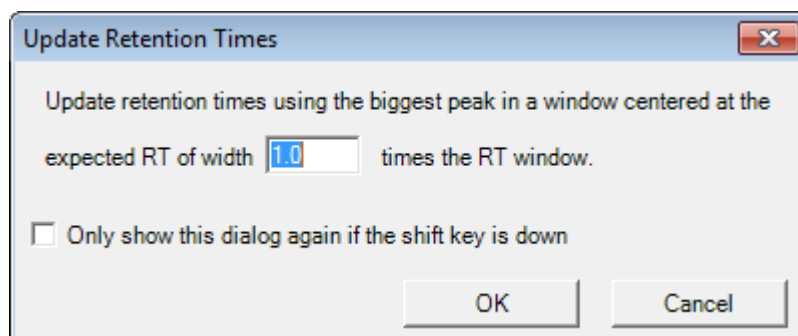 Update Retention Times
Update retention times using the biggest peak in a window centered at the
expected RT of width 1.0 times the RT window.
Only show this dialog again if the shift key is down
OK Cancel